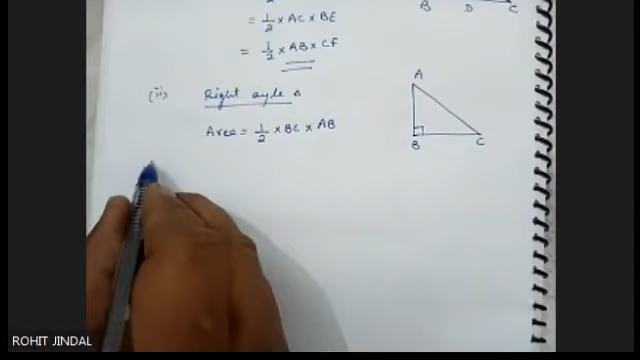 = 1/2 × AC × BE
= 1/2 × AB × CF
B D C
(ii) Right angle Δ
A
Area = 1/2 × BC × AB
B C
ROHIT JINDAL